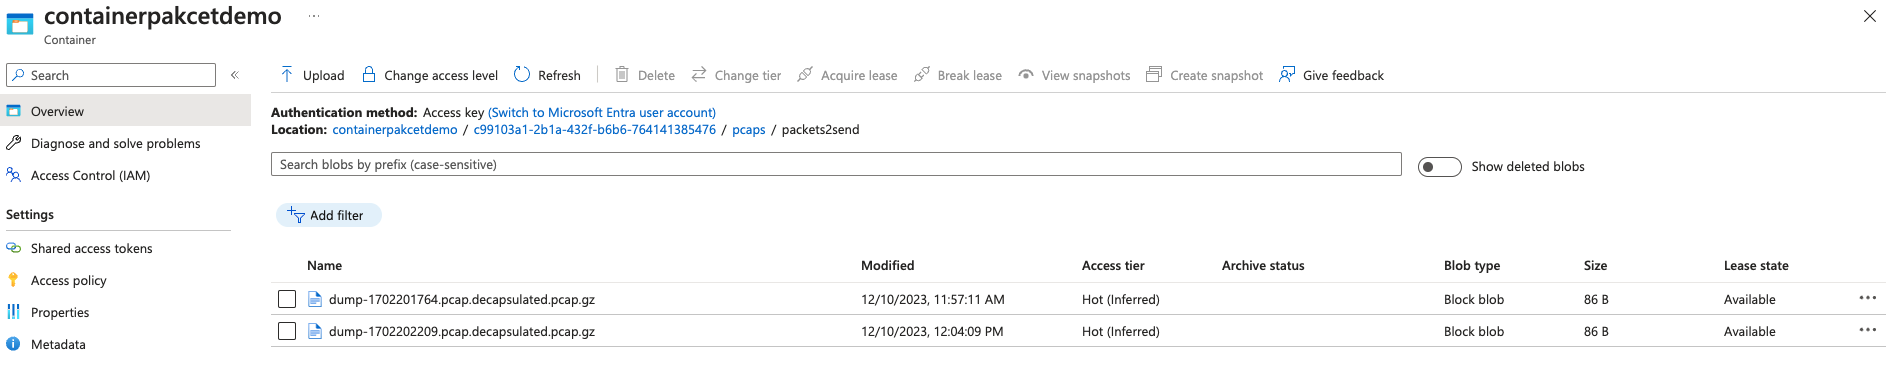 containerpakcetdemo ...
Container
Search «
Upload Change access level Refresh Delete Change tier Acquire lease Break lease View snapshots Create snapshot Give feedback
Overview
Diagnose and solve problems
Access Control (IAM)
Settings
Shared access tokens
Access policy
Properties
Metadata
Authentication method: Access key (Switch to Microsoft Entra user account)
Location: containerpakcetdemo / c99103a1-2b1a-432f-b6b6-764141385476 / pcaps / packets2send
Search blobs by prefix (case-sensitive)
Show deleted blobs
Add filter
Name Modified Access tier Archive status Blob type Size Lease state
dump-1702201764.pcap.decapsulated.pcap.gz 12/10/2023, 11:57:11 AM Hot (Inferred) Block blob 86 B Available ...
dump-1702202209.pcap.decapsulated.pcap.gz 12/10/2023, 12:04:09 PM Hot (Inferred) Block blob 86 B Available ...